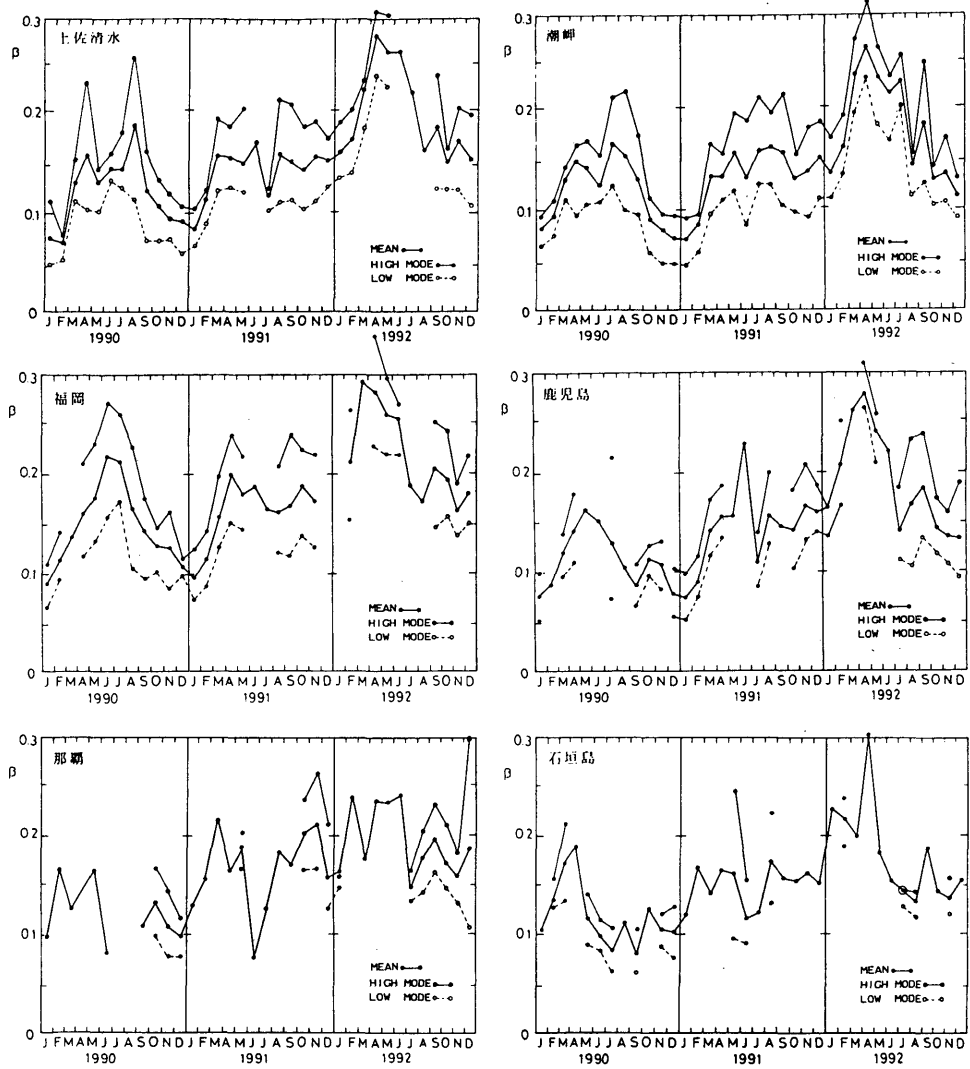 土佐清水
β
0.3
0.2
0.1
0
MEAN
HIGH MODE
LOW MODE
J F M A M J J A S O N D J F M A M J J A S O N D J F M A M J J A S O N D
1990 1991 1992
潮岬
β
0.3
0.2
0.1
0
MEAN
HIGH MODE
LOW MODE
J F M A M J J A S O N D J F M A M J J A S O N D J F M A M J J A S O N D
1990 1991 1992
福岡
β
0.3
0.2
0.1
0
MEAN
HIGH MODE
LOW MODE
J F M A M J J A S O N D J F M A M J J A S O N D J F M A M J J A S O N D
1990 1991 1992
鹿児島
β
0.3
0.2
0.1
0
MEAN
HIGH MODE
LOW MODE
J F M A M J J A S O N D J F M A M J J A S O N D J F M A M J J A S O N D
1990 1991 1992
那覇
β
0.3
0.2
0.1
0
MEAN
HIGH MODE
LOW MODE
J F M A M J J A S O N D J F M A M J J A S O N D J F M A M J J A S O N D
1990 1991 1992
石垣島
β
0.3
0.2
0.1
0
MEAN
HIGH MODE
LOW MODE
J F M A M J J A S O N D J F M A M J J A S O N D J F M A M J J A S O N D
1990 1991 1992